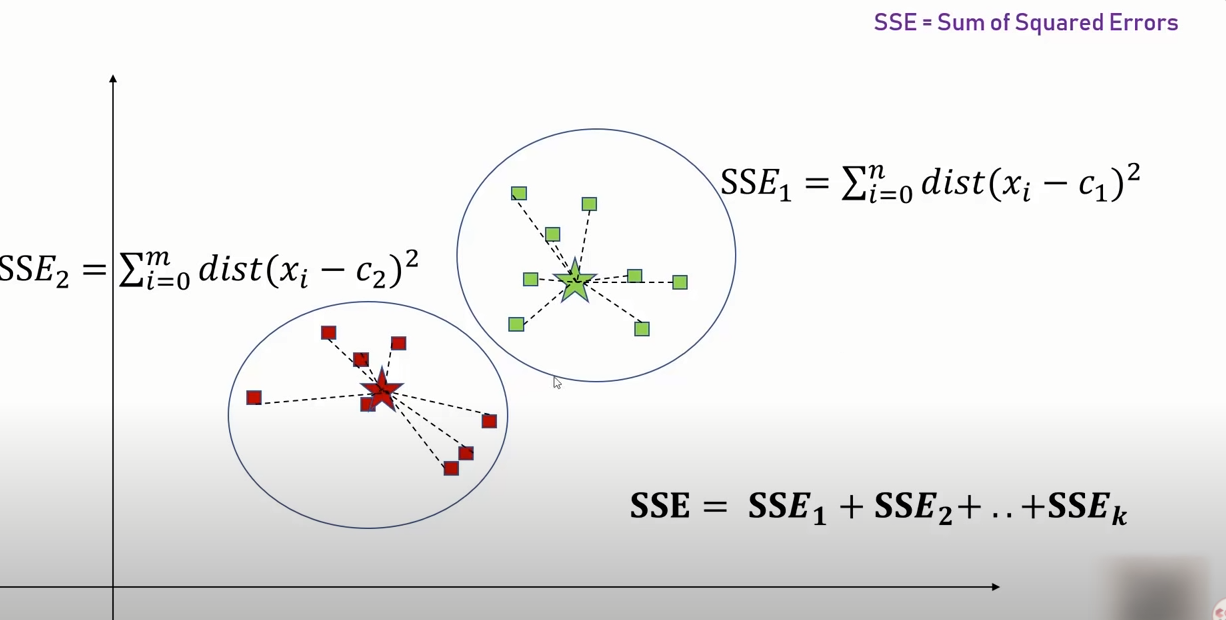 SSE = Sum of Squared Errors
SSE₁ = ∑ⁿᵢ₌₀ dist(xᵢ − c₁)²
SSE₂ = ∑ᵐᵢ₌₀ dist(xᵢ − c₂)²
SSE = SSE₁ + SSE₂+ ..+SSEₖ